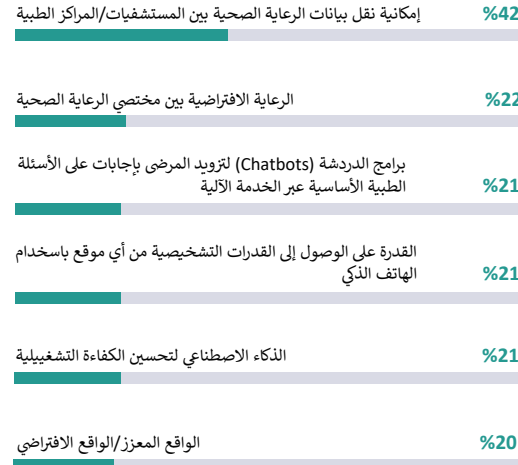 إمكانية نقل بيانات الرعاية الصحية بين المستشفيات/المراكز الطبية %42
الرعاية الافتراضية بين مختصي الرعاية الصحية %22
برامج الدردشة (Chatbots) لتزويد المرضى بإجابات على الأسئلة
الطبية الأساسية عبر الخدمة الآلية %21
القدرة على الوصول إلى القدرات التشخيصية من أي موقع باسخدام
الهاتف الذكي %21
الذكاء الاصطناعي لتحسين الكفاءة التشغييلية %21
الواقع المعزز/الواقع الافتراضي %20